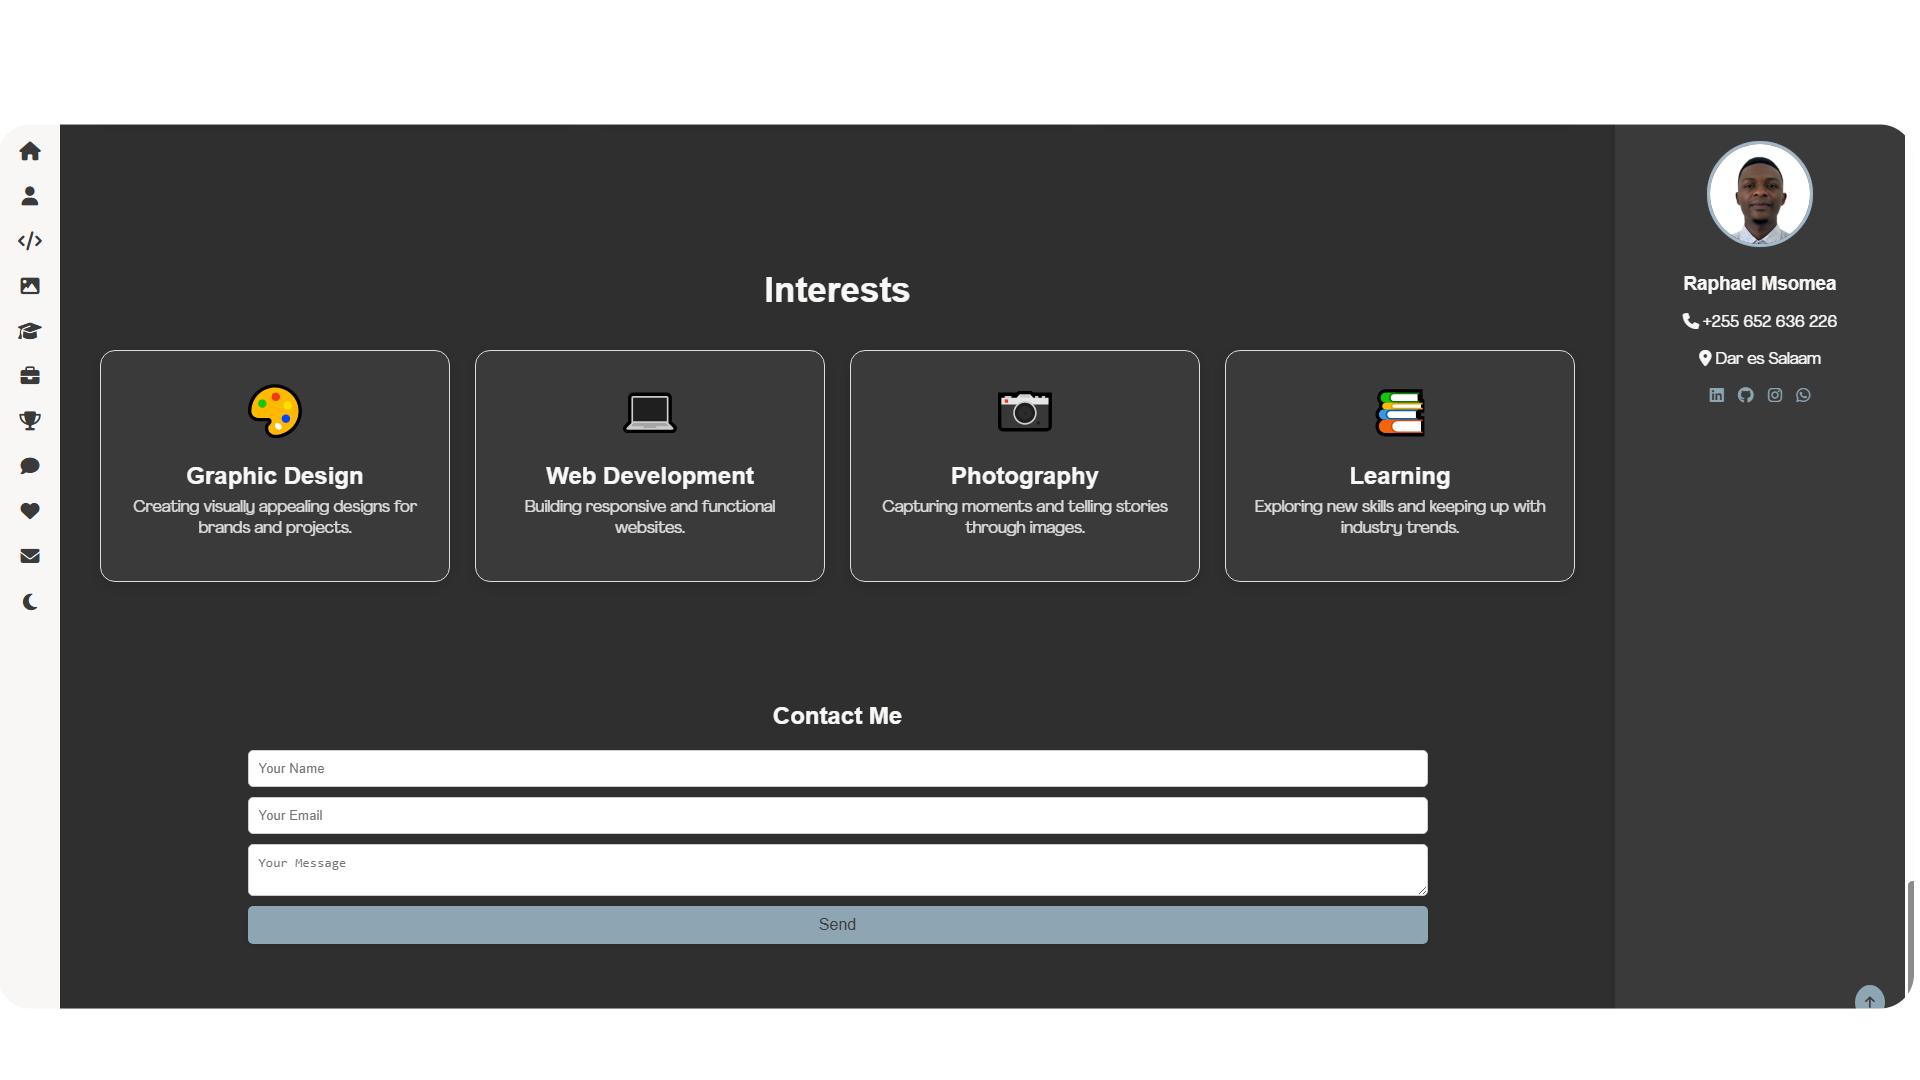 Interests
Graphic Design
Creating visually appealing designs for
brands and projects.
Web Development
Building responsive and functional
websites.
Photography
Capturing moments and telling stories
through images.
Learning
Exploring new skills and keeping up with
industry trends.
Contact Me
Your Name
Your Email
Your Message
Send
Raphael Msomea
+255 652 636 226
Dar es Salaam